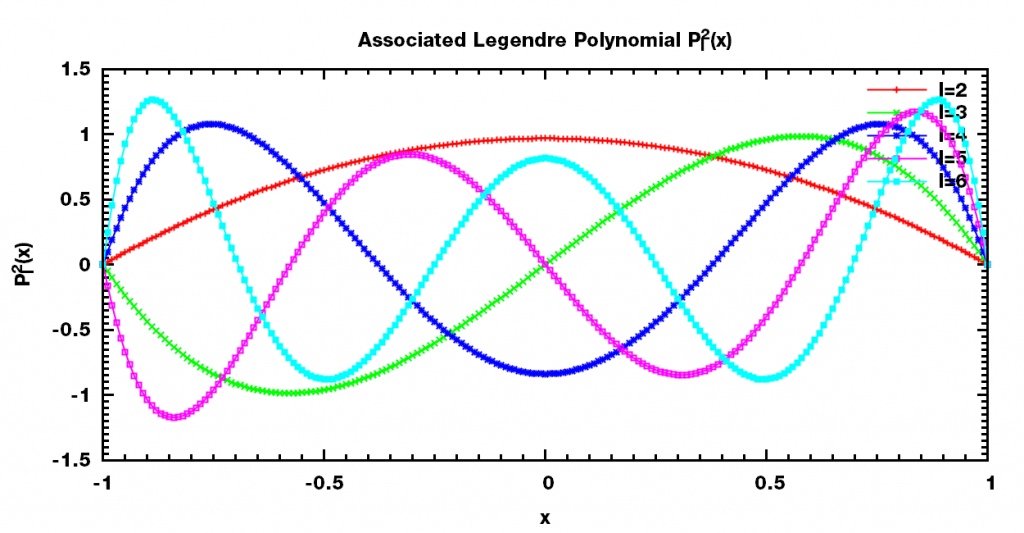 Associated Legendre Polynomial P_l^2(x)
1.5
1
0.5
0
-0.5
-1
-1.5
P_l^2(x)
-1
-0.5
0
0.5
1
x
l=2
l=3
l=4
l=5
l=6